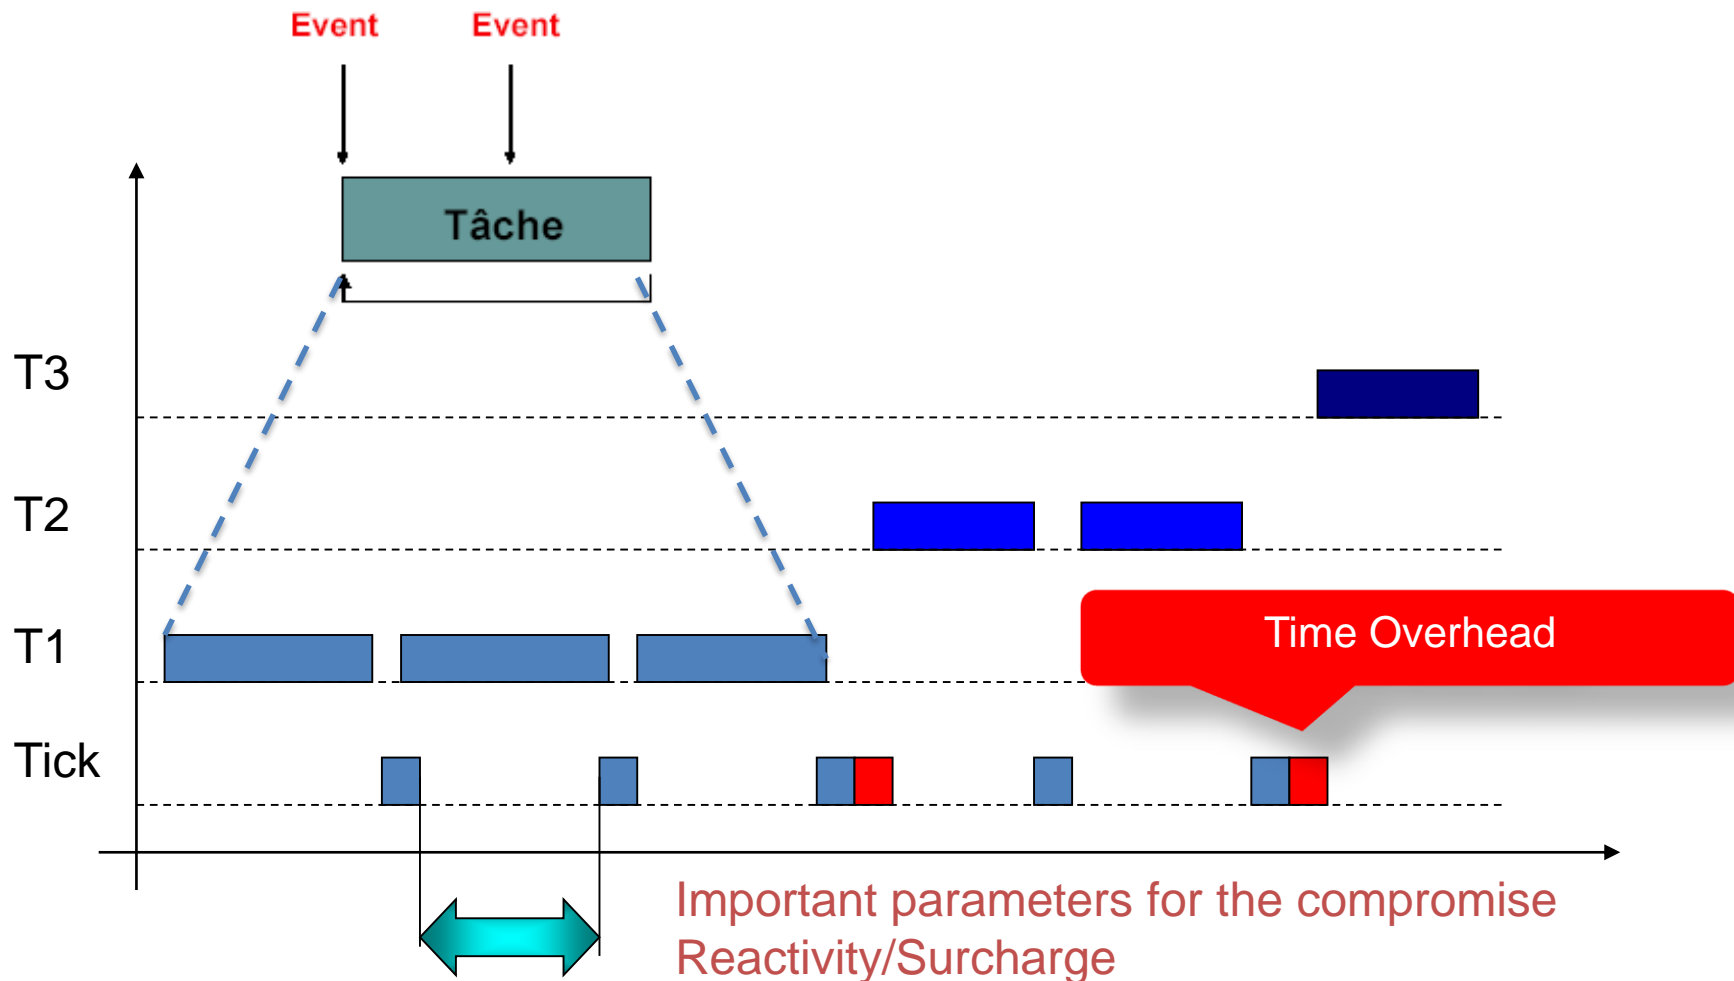 Event Event
Tâche
T3
T2
T1
Time Overhead
Tick
Important parameters for the compromise
Reactivity/Surcharge